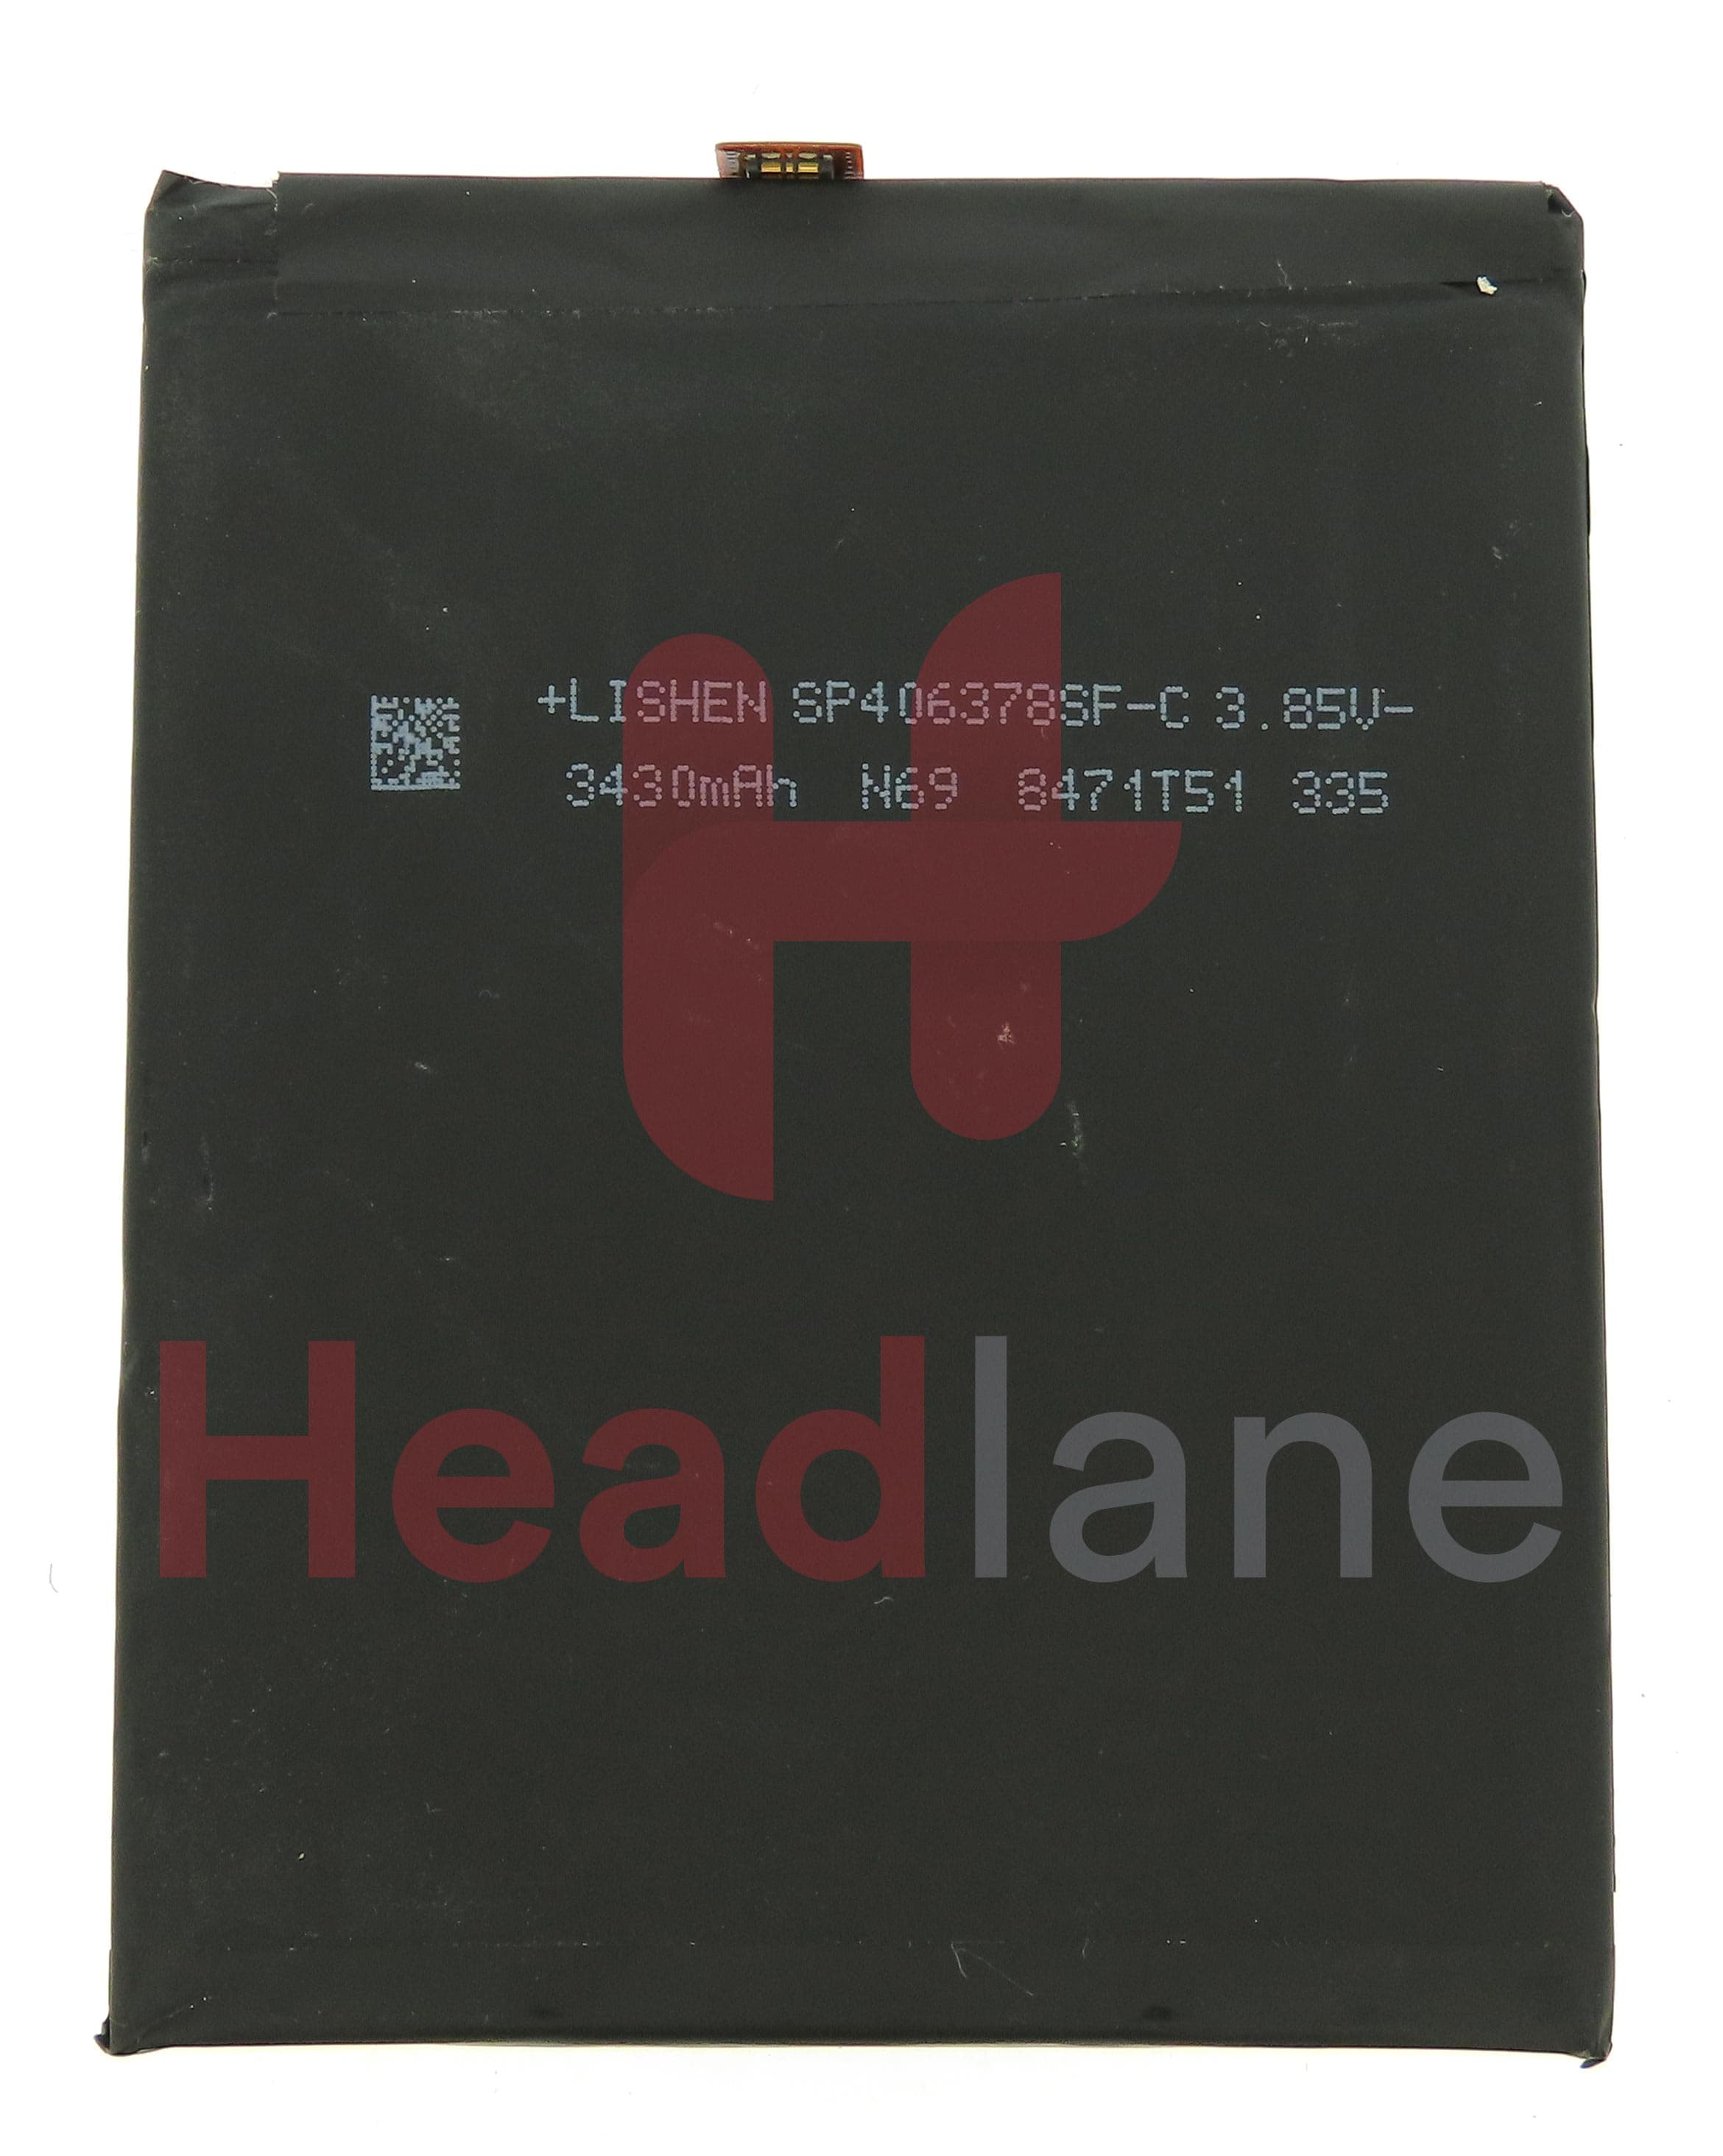 +LISHEN SP406378SF-C 3.85V-
3430mAh N69 8471T51 335
Headlane